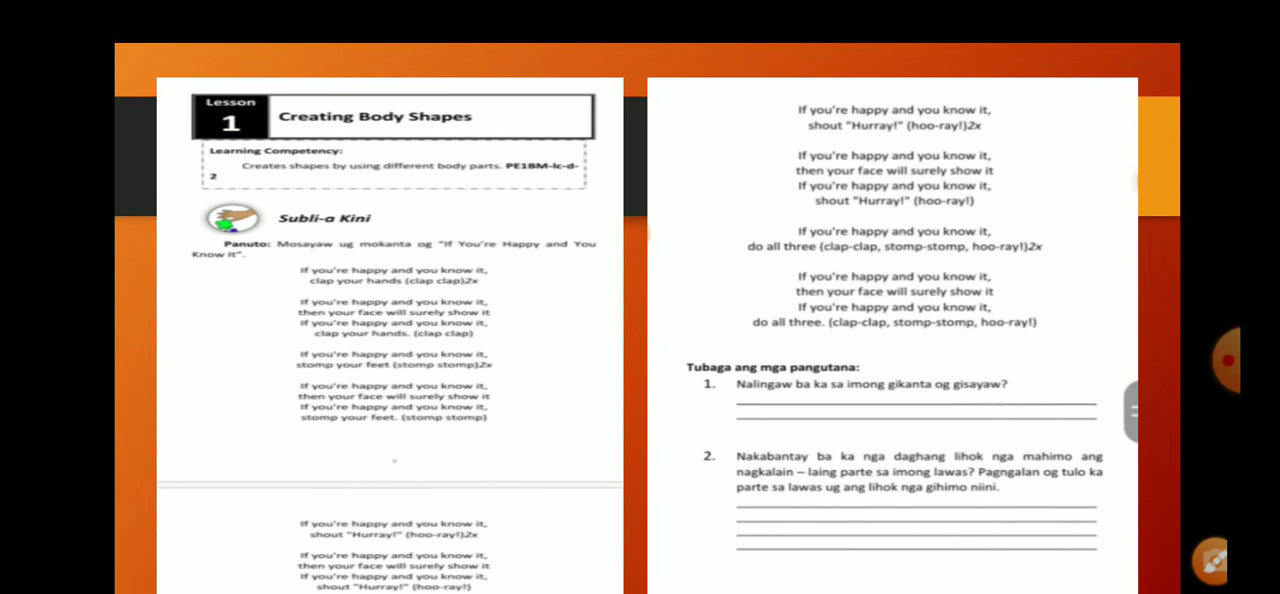 Lesson
1
Creating Body Shapes
Learning Competency:
Creates shapes by using different body parts. PE1BM-Ic-d-
2
Subli-a Kini
Panuto: Mosayaw ug mokanta og "If You're Happy and You
Know It".
If you're happy and you know it,
clap your hands (clap clap)2x
If you're happy and you know it,
then your face will surely show it
If you're happy and you know it,
clap your hands. (clap clap)
If you're happy and you know it,
stomp your feet (stomp stomp)2x
If you're happy and you know it,
then your face will surely show it
If you're happy and you know it,
stomp your feet. (stomp stomp)
If you're happy and you know it,
shout "Hurray!" (hoo-ray!)2x
If you're happy and you know it,
then your face will surely show it
If you're happy and you know it,
shout "Hurray!" (hoo-ray!)
If you're happy and you know it,
shout "Hurray!" (hoo-ray!)2x
If you're happy and you know it,
then your face will surely show it
If you're happy and you know it,
shout "Hurray!" (hoo-ray!)
If you're happy and you know it,
do all three (clap-clap, stomp-stomp, hoo-ray!)2x
If you're happy and you know it,
then your face will surely show it
If you're happy and you know it,
do all three. (clap-clap, stomp-stomp, hoo-ray!)
Tubaga ang mga pangutana:
1. Nalingaw ba ka sa imong gikanta og gisayaw?
2. Nakabantay ba ka nga daghang lihok nga mahimo ang
nagkalain – laing parte sa imong lawas? Pagngalan og tulo ka
parte sa lawas ug ang lihok nga gihimo niini.